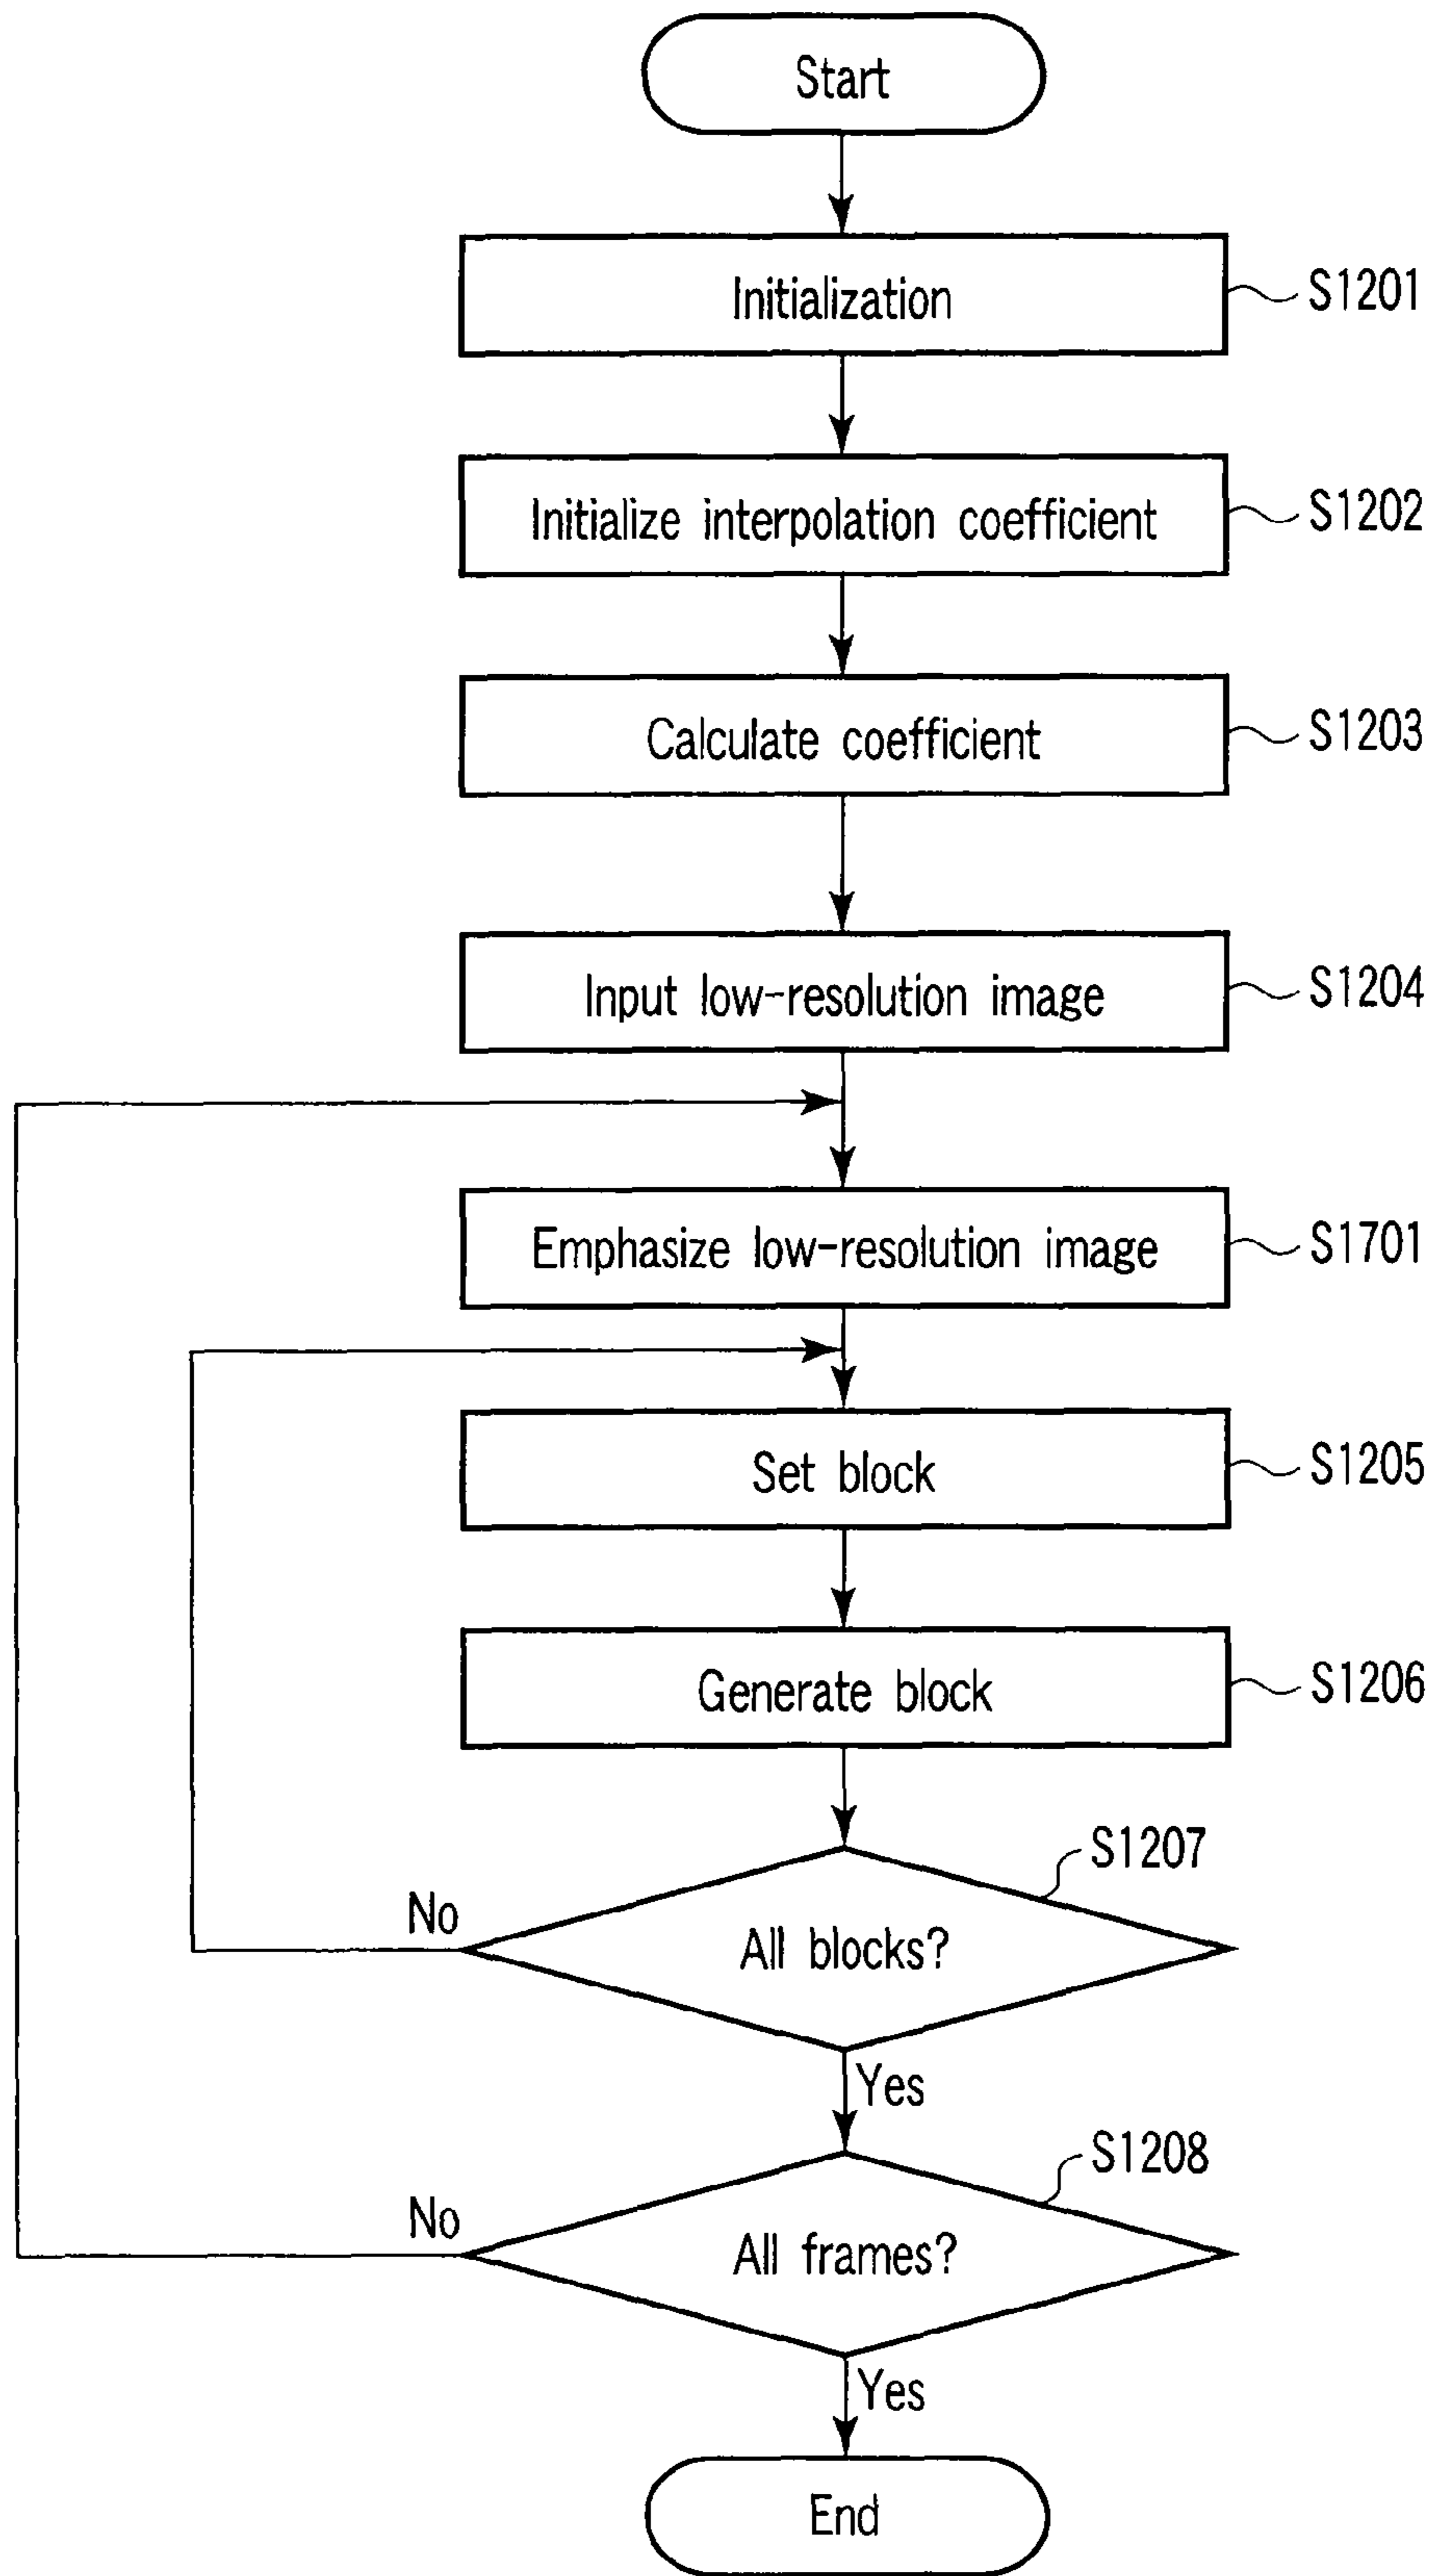 Start
Initialization
S1201
Initialize interpolation coefficient
S1202
Calculate coefficient
S1203
Input low-resolution image
S1204
Emphasize low-resolution image
S1701
Set block
S1205
Generate block
S1206
S1207
No
All blocks?
Yes
S1208
No
All frames?
Yes
End